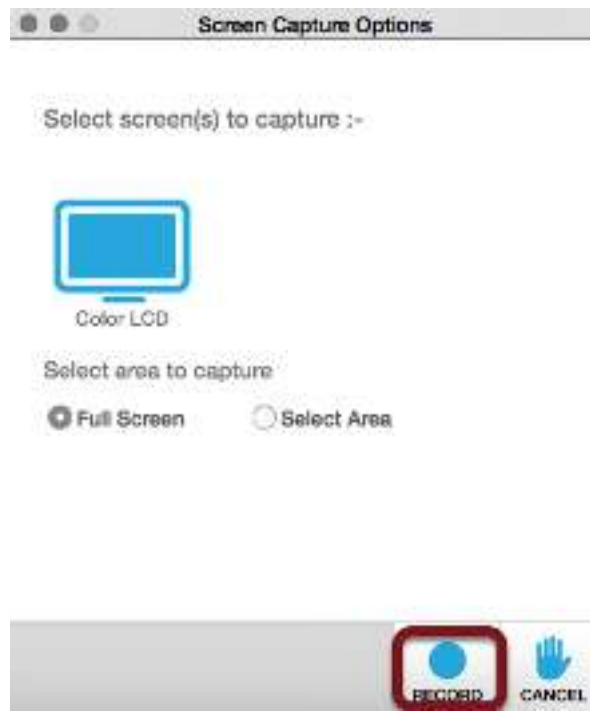 Screen Capture Options
Select screen(s) to capture :-
Color LCD
Select area to capture
Full Screen Select Area
RECORD CANCEL